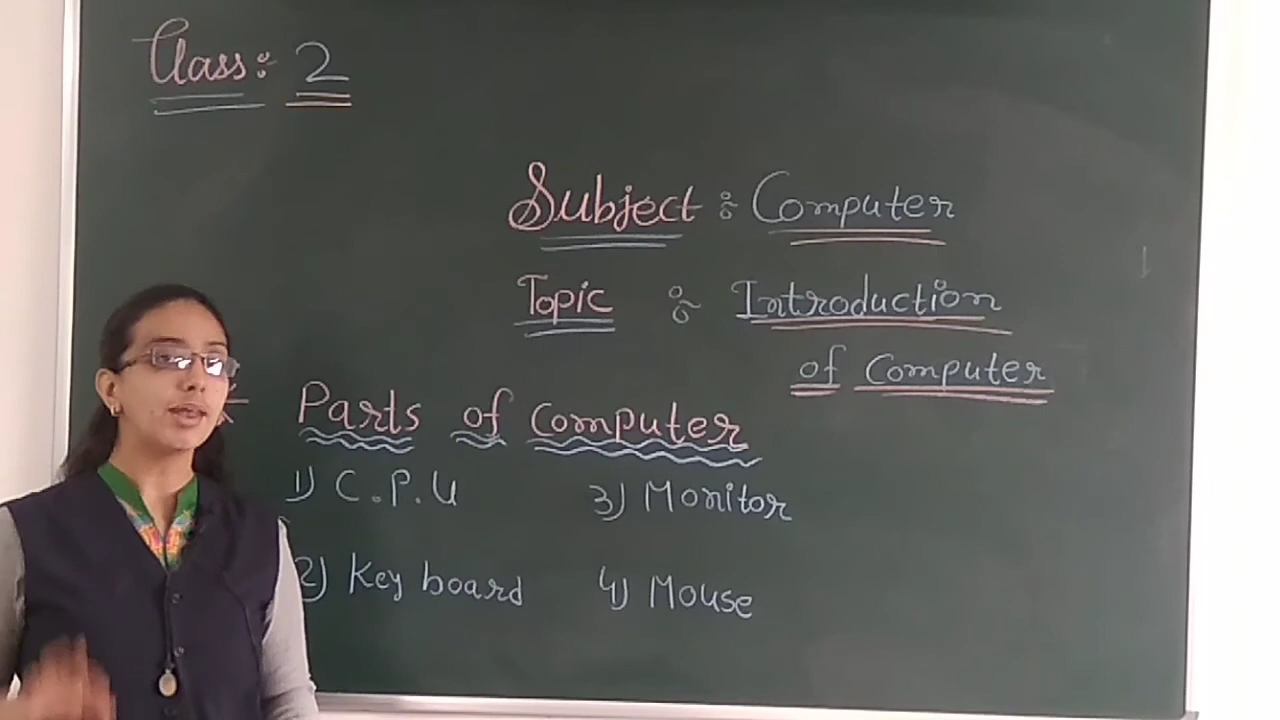 Class: 2
Subject : Computer
Topic : Introduction
of Computer
Parts of Computer
1) C.P.U
3) Monitor
2) Key board
4) Mouse